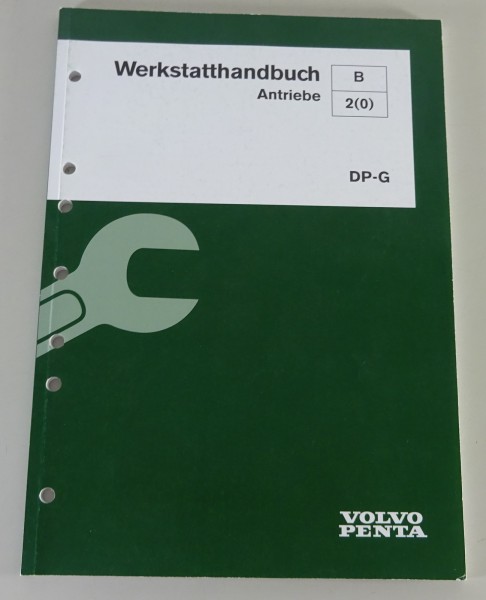 Werkstatthandbuch
Antriebe
B
2(0)
DP-G
VOLVO
PENTA